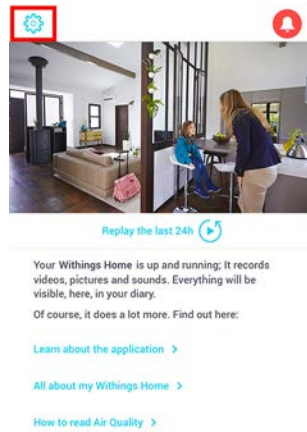 Replay the last 24h
Your Withings Home is up and running; It records
videos, pictures and sounds. Everything will be
visible, here, in your diary.
Of course, it does a lot more. Find out here:
Learn about the application >
All about my Withings Home >
How to read Air Quality >